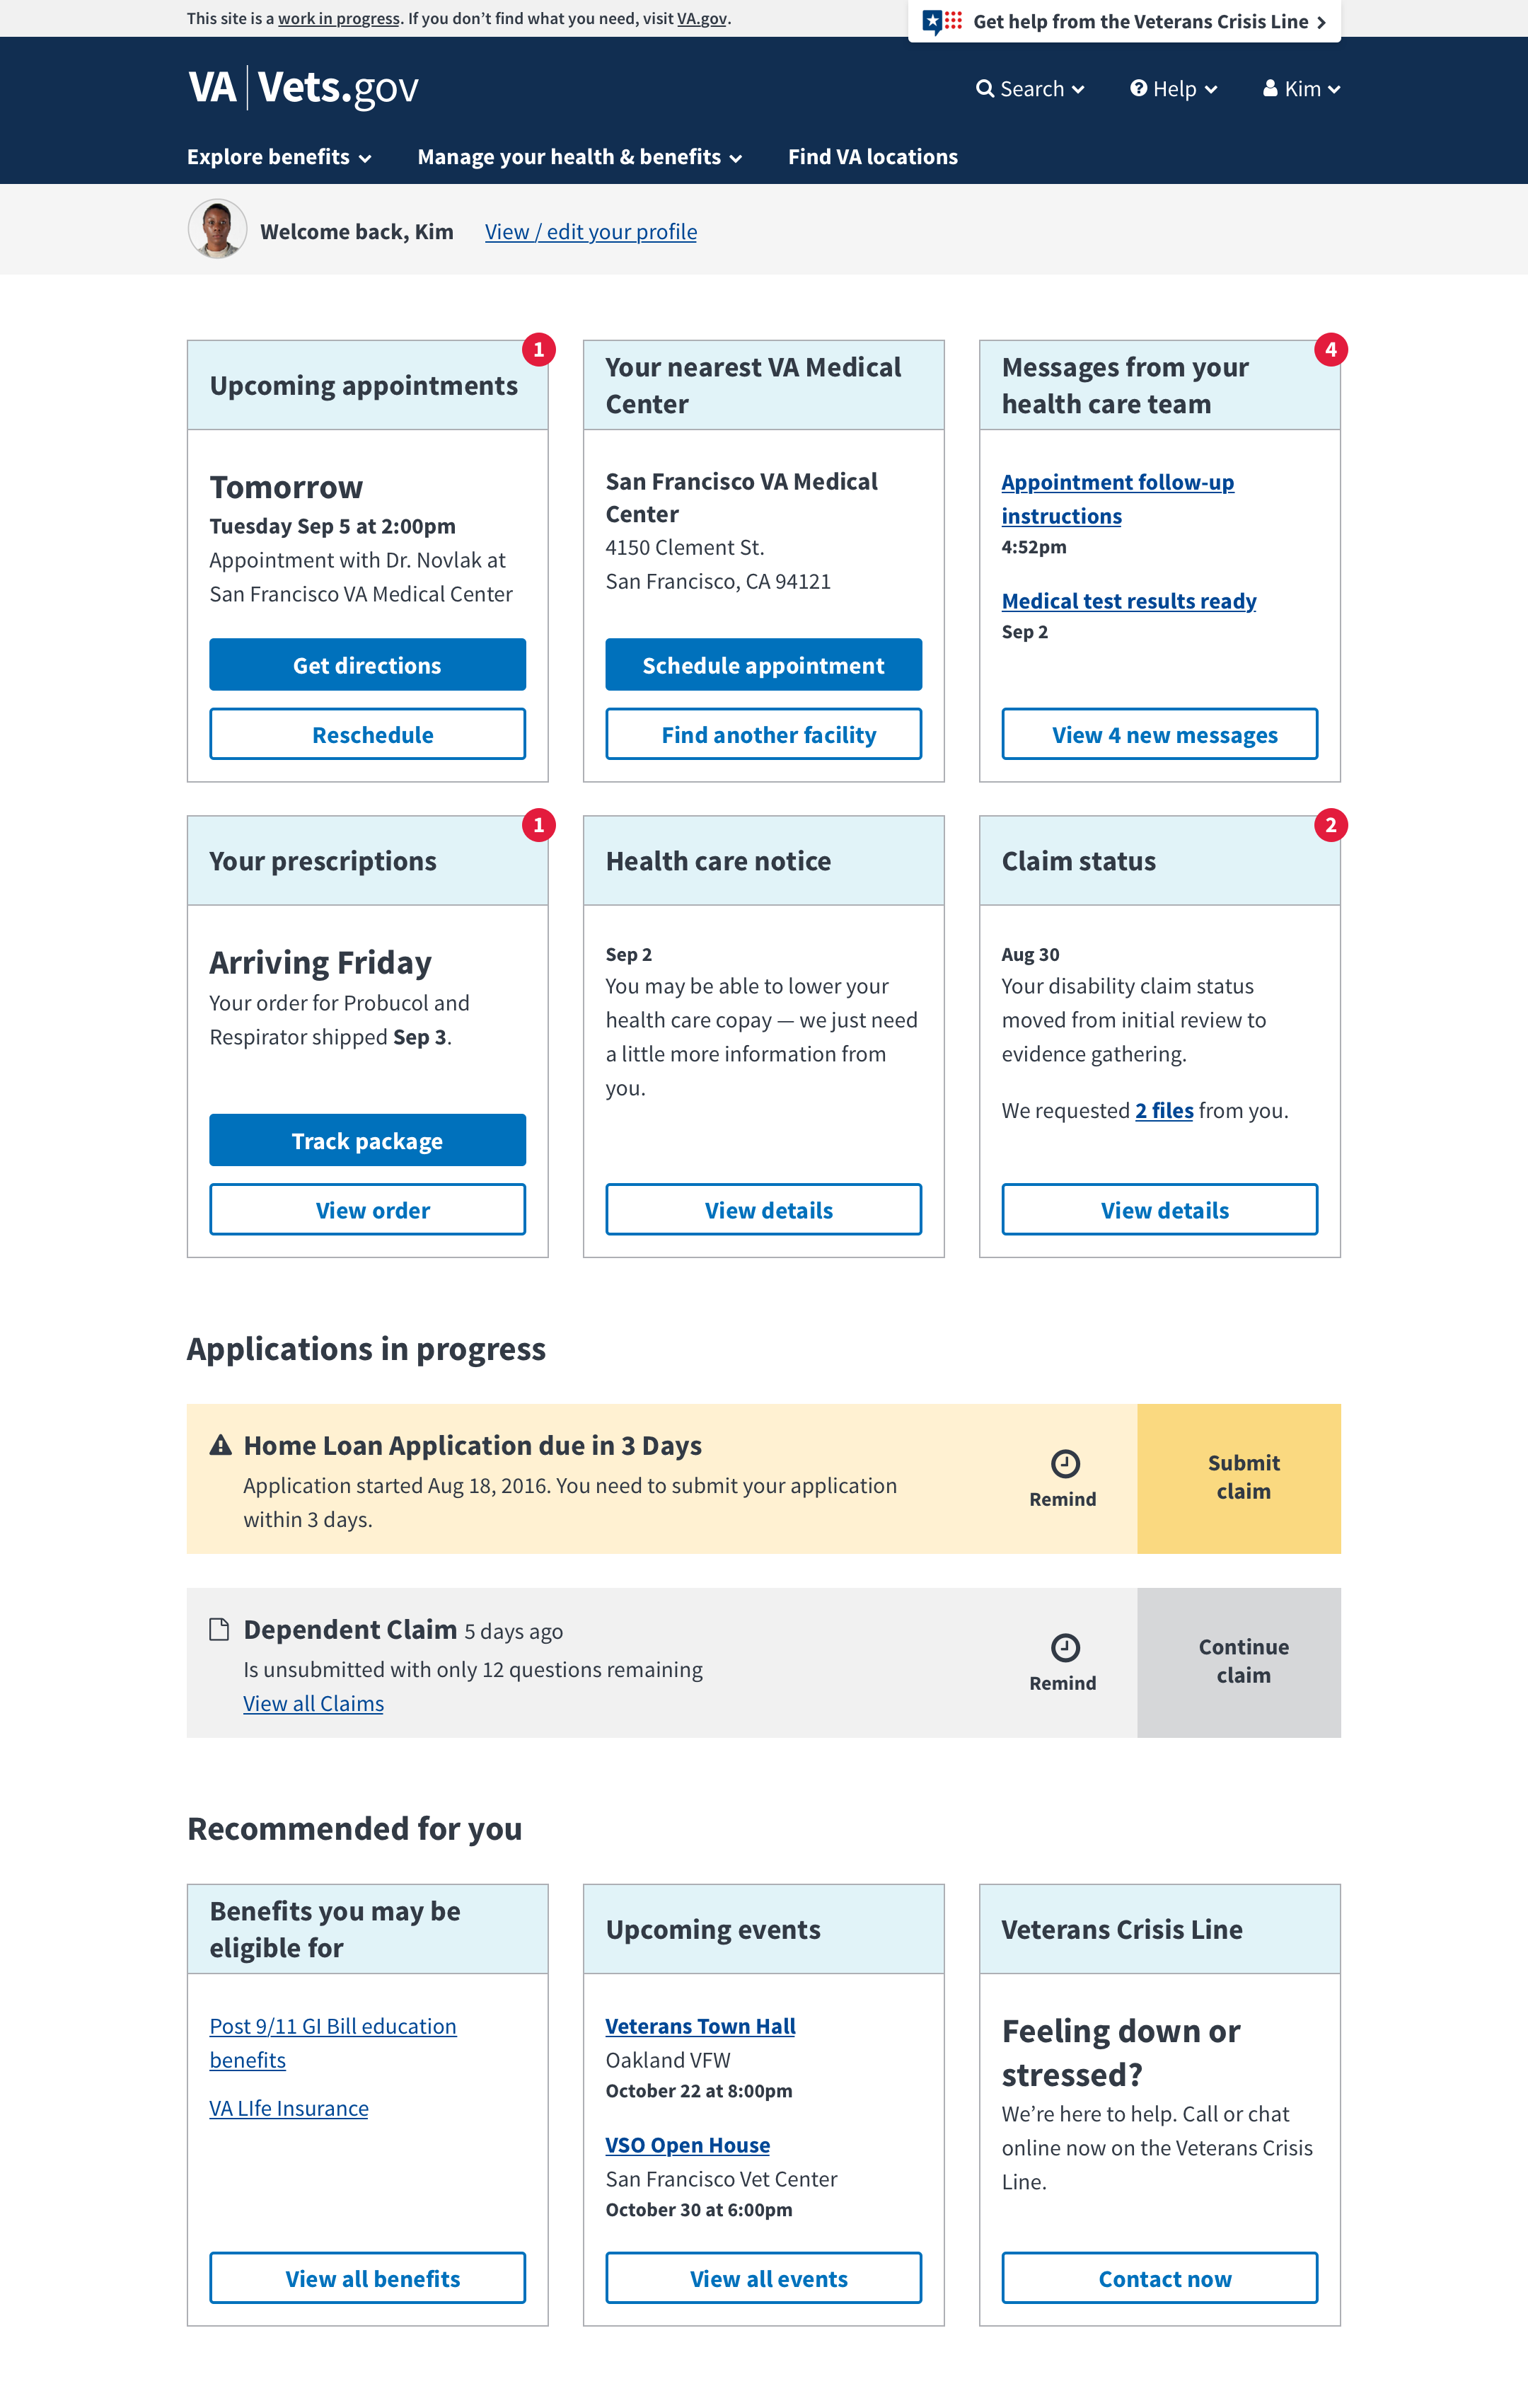 This site is a work in progress. If you don’t find what you need, visit VA.gov.
Get help from the Veterans Crisis Line
VA Vets.gov
Search
Help
Kim
Explore benefits
Manage your health & benefits
Find VA locations
Welcome back, Kim
View / edit your profile
Upcoming appointments
1
Tomorrow
Tuesday Sep 5 at 2:00pm
Appointment with Dr. Novlak at
San Francisco VA Medical Center
Get directions
Reschedule
Your nearest VA Medical
Center
San Francisco VA Medical
Center
4150 Clement St.
San Francisco, CA 94121
Schedule appointment
Find another facility
Messages from your
health care team
4
Appointment follow-up
instructions
4:52pm
Medical test results ready
Sep 2
View 4 new messages
Your prescriptions
1
Arriving Friday
Your order for Probucol and
Respirator shipped Sep 3.
Track package
View order
Health care notice
Sep 2
You may be able to lower your
health care copay — we just need
a little more information from
you.
View details
Claim status
2
Aug 30
Your disability claim status
moved from initial review to
evidence gathering.
We requested 2 files from you.
View details
Applications in progress
Home Loan Application due in 3 Days
Application started Aug 18, 2016. You need to submit your application
within 3 days.
Remind
Submit
claim
Dependent Claim 5 days ago
Is unsubmitted with only 12 questions remaining
View all Claims
Remind
Continue
claim
Recommended for you
Benefits you may be
eligible for
Post 9/11 GI Bill education
benefits
VA LIfe Insurance
View all benefits
Upcoming events
Veterans Town Hall
Oakland VFW
October 22 at 8:00pm
VSO Open House
San Francisco Vet Center
October 30 at 6:00pm
View all events
Veterans Crisis Line
Feeling down or
stressed?
We’re here to help. Call or chat
online now on the Veterans Crisis
Line.
Contact now